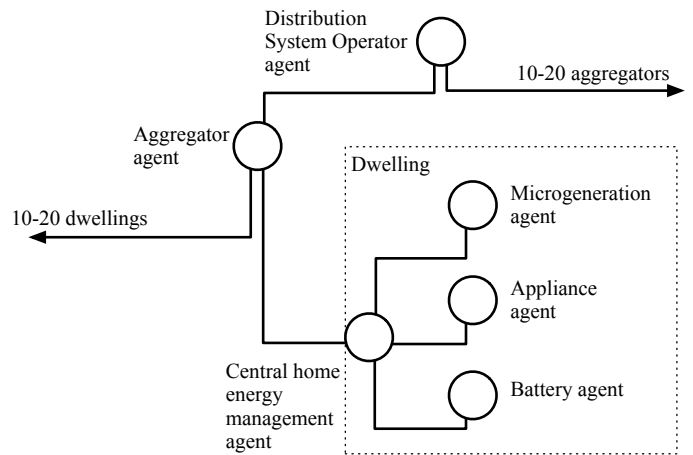 Distribution
System Operator
agent
10-20 aggregators
Aggregator
agent
Dwelling
10-20 dwellings
Microgeneration
agent
Appliance
agent
Central home
energy
management
agent
Battery agent